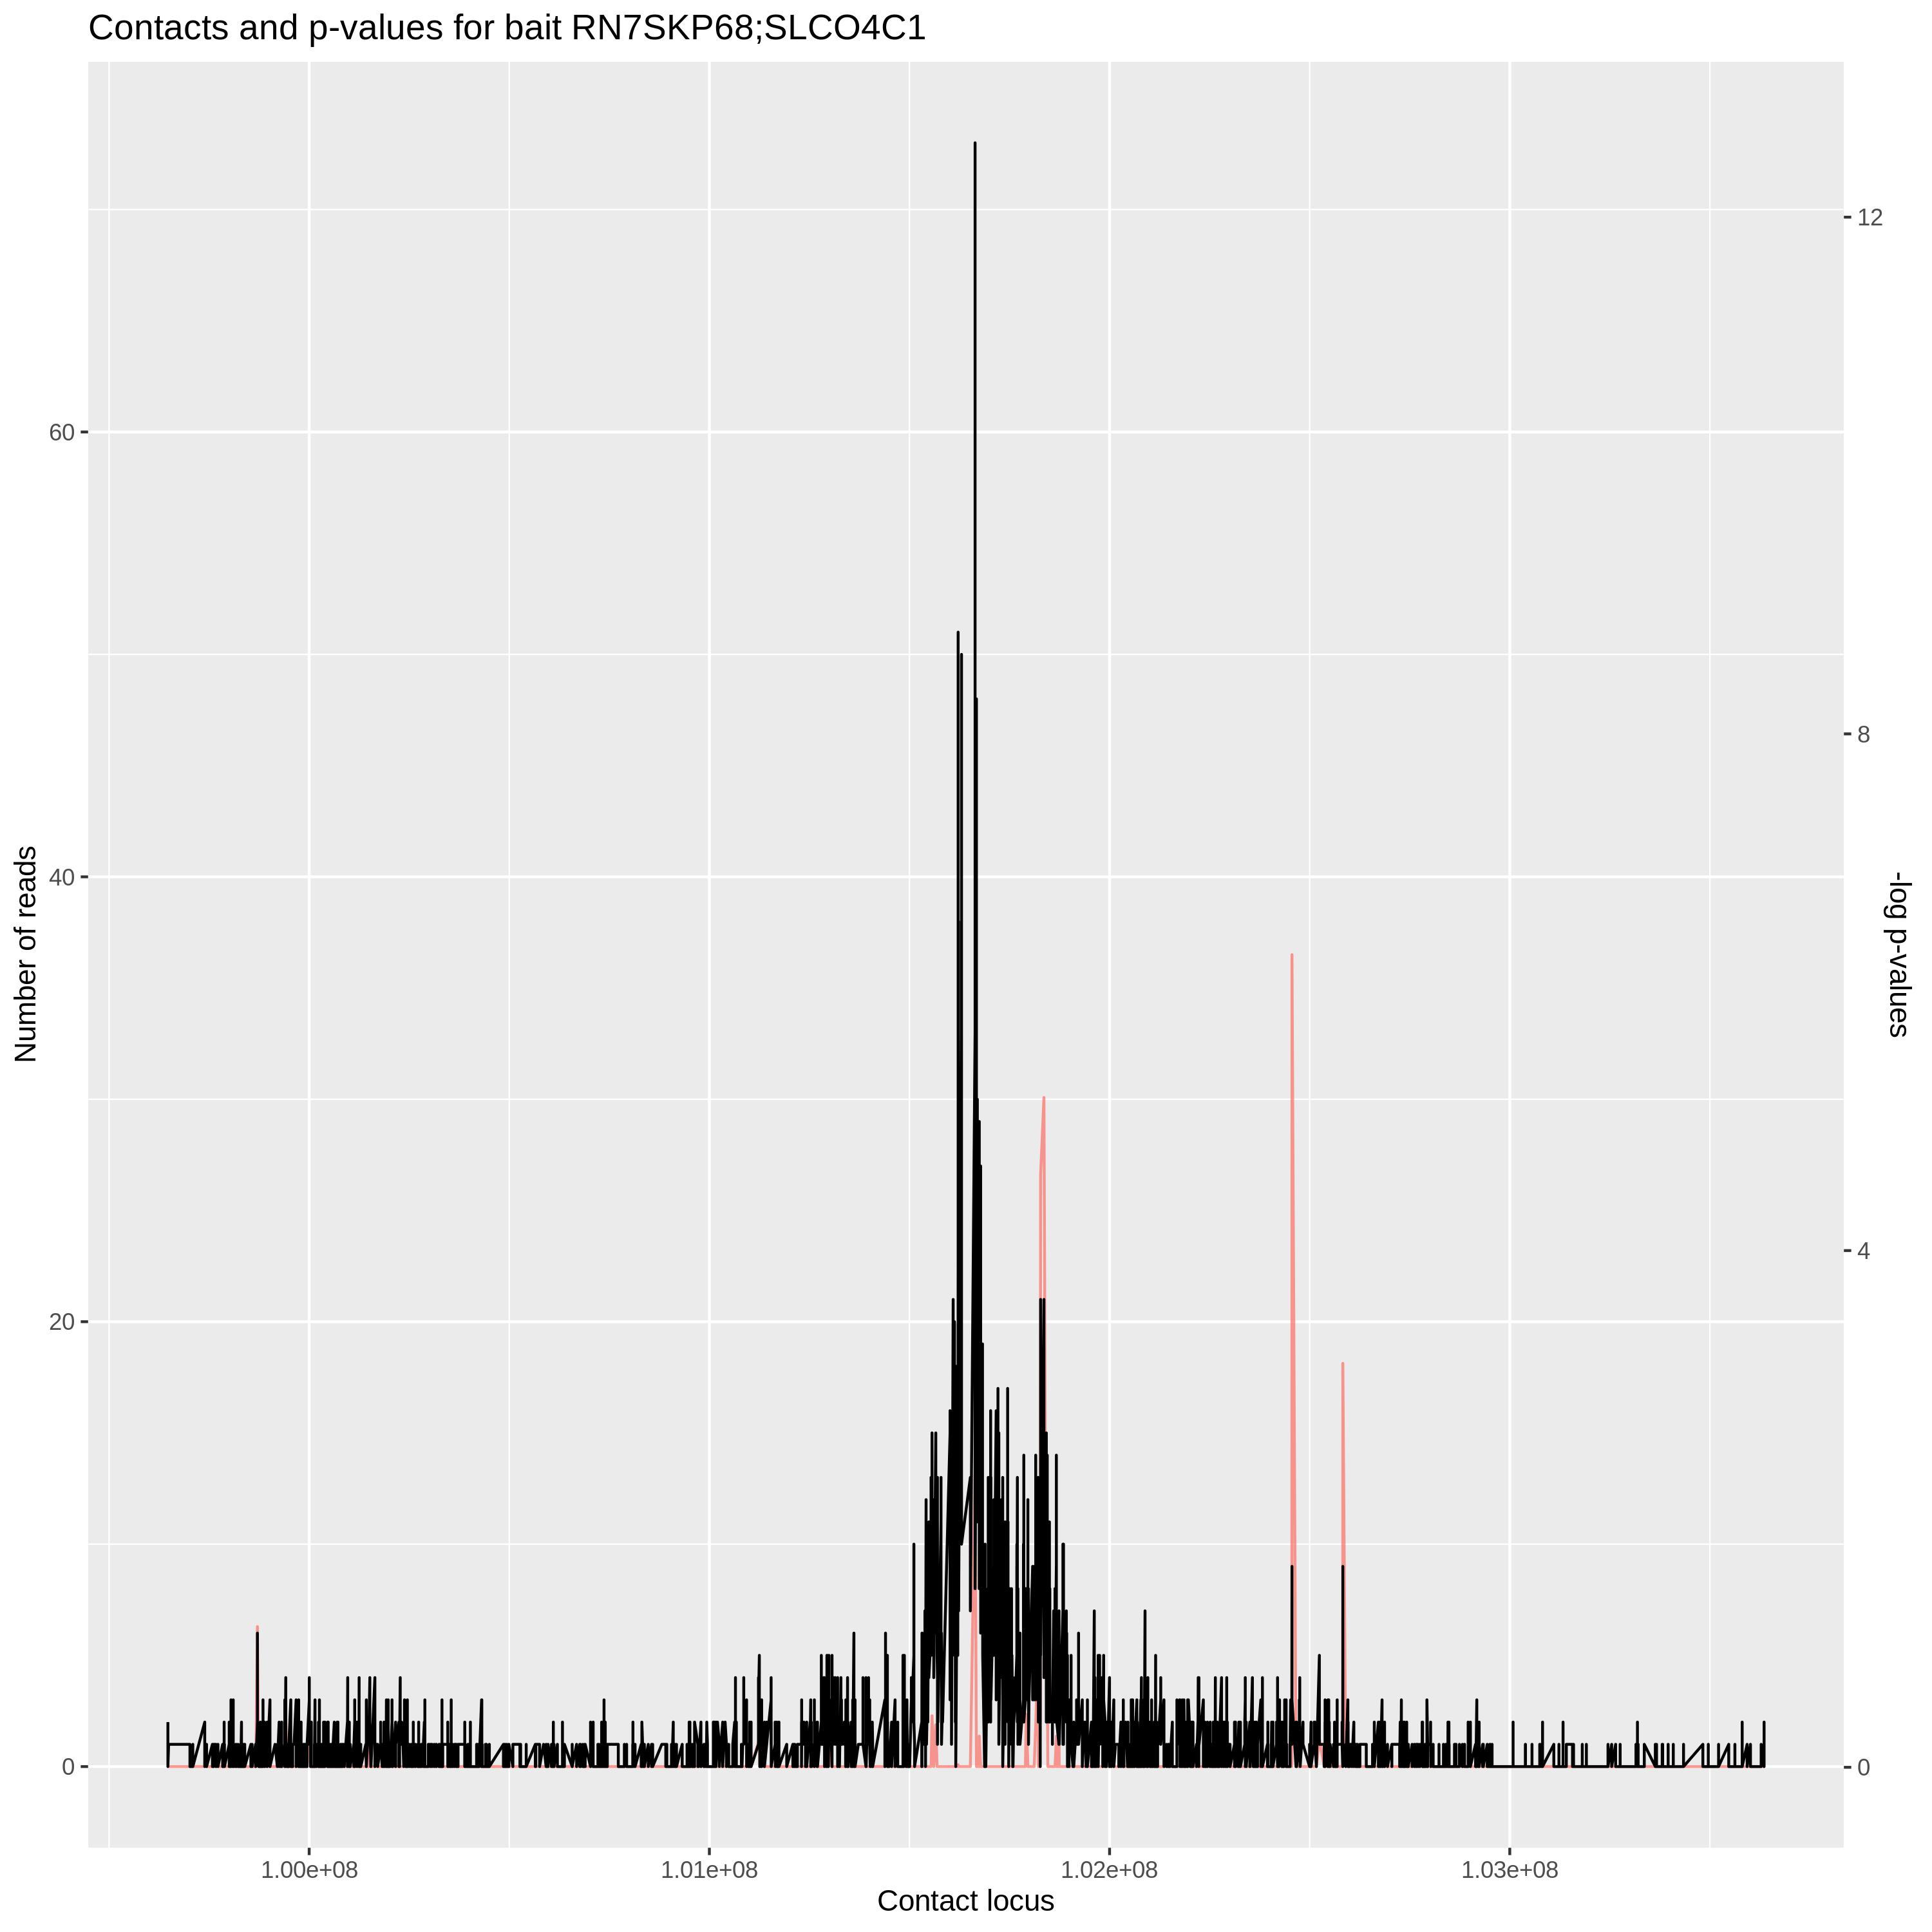 Contacts and p-values for bait RN7SKP68;SLCO4C1
12
60
8
40
Number of reads
-log p-values
4
20
0
0
1.00e+08
1.01e+08
1.02e+08
1.03e+08
Contact locus